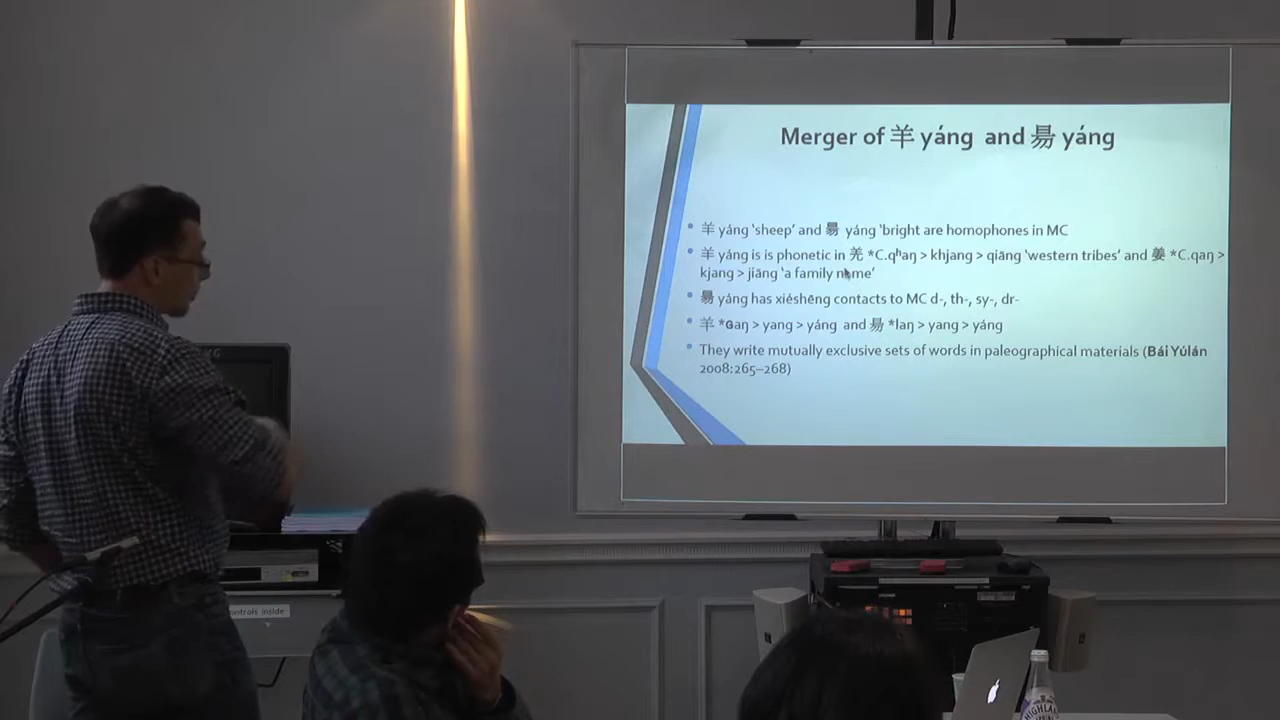 Merger of 羊 yáng and 昜 yáng
• 羊 yáng 'sheep' and 昜 yáng 'bright are homophones in MC
• 羊 yáng is is phonetic in 羌 *C.qʰaŋ > khjang > qiāng 'western tribes' and 姜 *C.qaŋ >
kjang > jiāng 'a family name'
• 昜 yáng has xiéshēng contacts to MC d-, th-, sy-, dr-
• 羊 *ɢaŋ > yang > yáng and 昜 *laŋ > yang > yáng
• They write mutually exclusive sets of words in paleographical materials (Bái Yúlán
2008:265–268)
ontrols inside
HIGHLAND